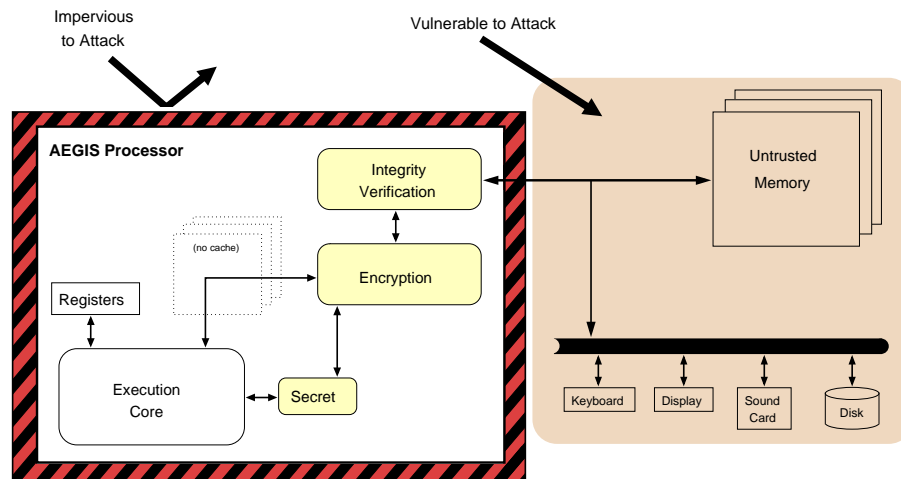 Impervious
to Attack
Vulnerable to Attack
AEGIS Processor
Integrity
Verification
Untrusted
Memory
(no cache)
Encryption
Registers
Execution
Core
Secret
Keyboard
Display
Sound
Card
Disk